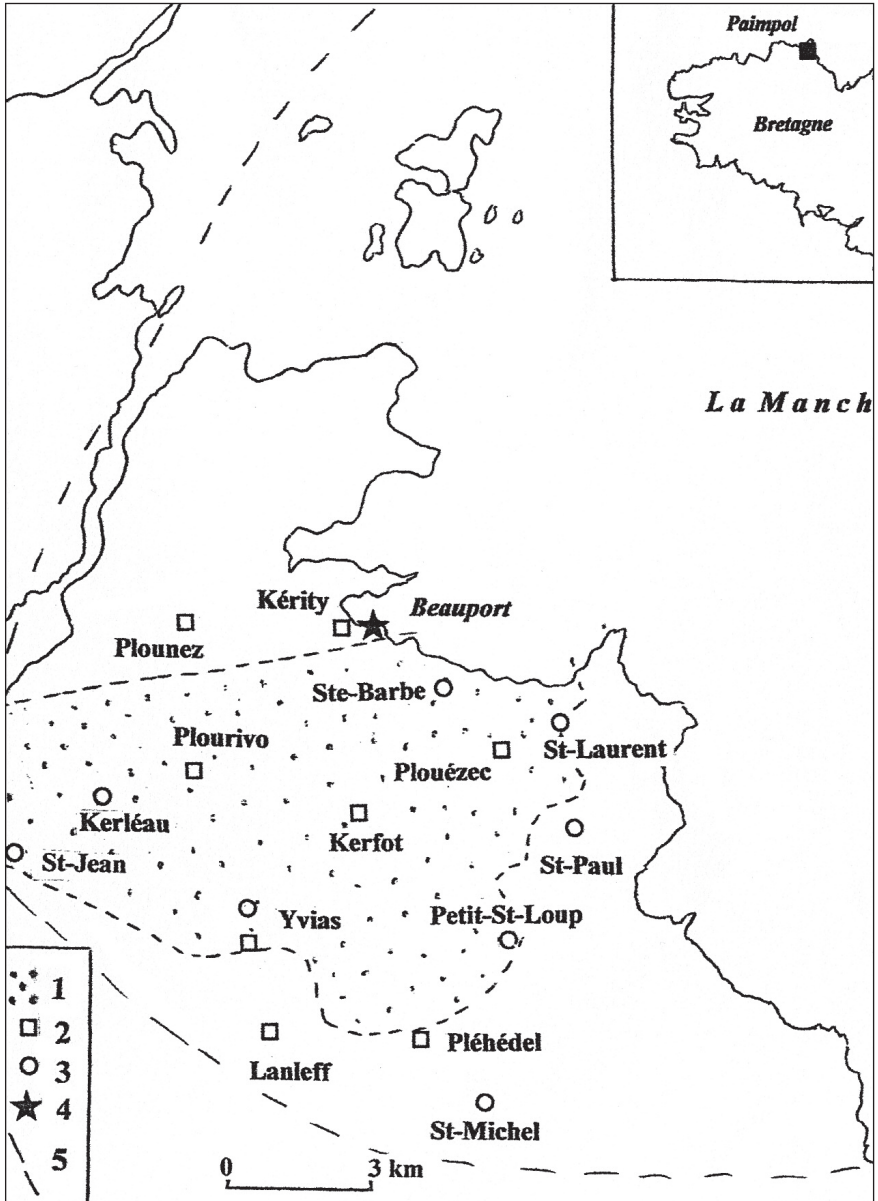 Paimpol
Bretagne
La Manch
Kérity
Beauport
Plounez
Ste-Barbe
Plourivo
St-Laurent
Plouézec
Kerléau
Kerfot
St-Paul
St-Jean
Yvias
Petit-St-Loup
1
2
3
4
5
Lanleff
Pléhédel
St-Michel
0 3 km